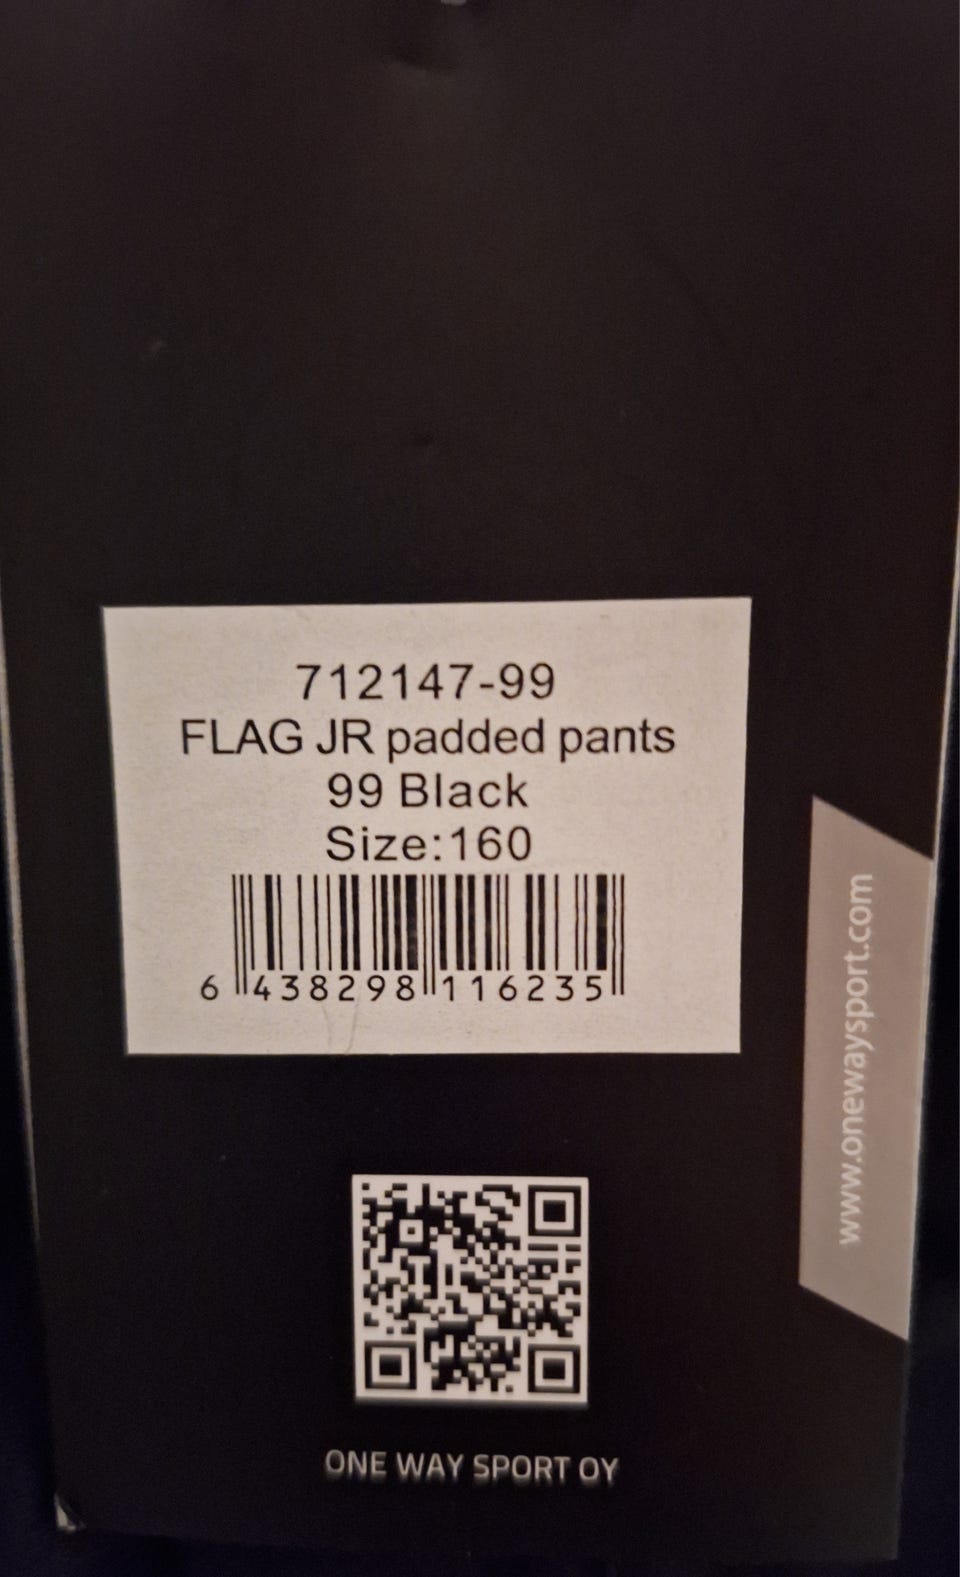 712147-99
FLAG JR padded pants
99 Black
Size:160
6 438298 116235
www.onewaysport.com
ONE WAY SPORT OY